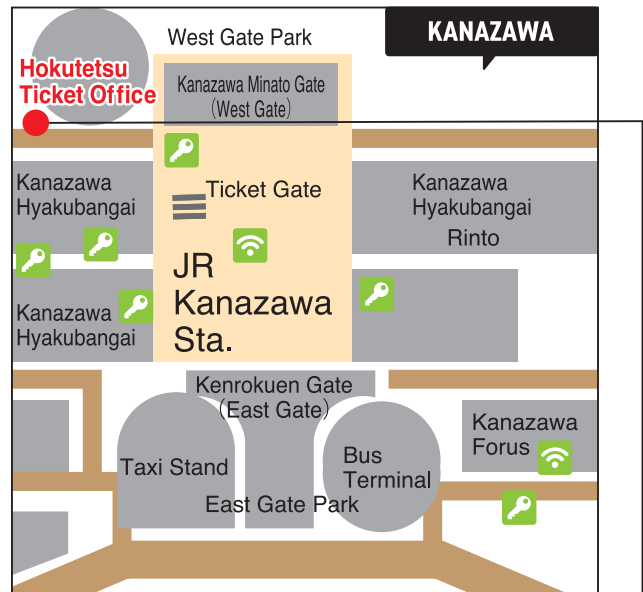 West Gate Park
KANAZAWA
Hokutetsu
Ticket Office
Kanazawa Minato Gate
(West Gate)
Kanazawa
Hyakubangai
Ticket Gate
Kanazawa
Hyakubangai
Rinto
JR
Kanazawa
Sta.
Kanazawa
Hyakubangai
Kenrokuen Gate
(East Gate)
Kanazawa
Forus
Taxi Stand
Bus
Terminal
East Gate Park